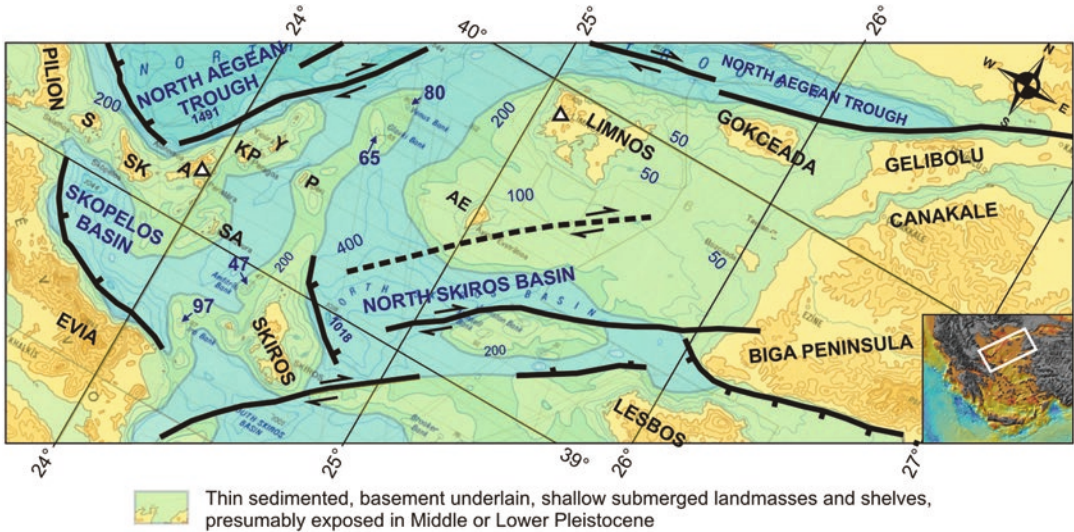 24°
25°
26°
40°
N
W
E
S
PILION
NORTH AEGEAN
TROUGH
1491
200
S
SK
A
KP
Y
P
80
65
200
LIMNOS
50
50
GOKCEADA
NORTH AEGEAN TROUGH
GELIBOLU
CANAKALE
SKOPELOS
BASIN
SA
AE
100
400
200
47
97
50
NORTH SKIROS BASIN
1018
200
EVIA
SKIROS
BIGA PENINSULA
EZINE
LESBOS
24°
25°
39°
26°
27°
Thin sedimented, basement underlain, shallow submerged landmasses and shelves,
presumably exposed in Middle or Lower Pleistocene